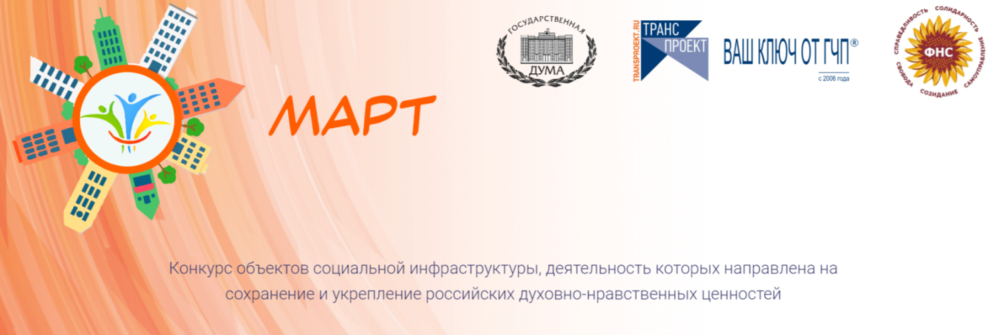 МАРТ
ГОСУДАРСТВЕННАЯ
ДУМА
TRANSPROEKT.RU
ТРАНС
ПРОЕКТ
ВАШ КЛЮЧ ОТ ГЧП®
с 2006 года
СПРАВЕДЛИВОСТЬ СОЛИДАРНОСТЬ
САМОУПРАВЛЕНИЕ СОЗИДАНИЕ СВОБОДА
ФНС
Конкурс объектов социальной инфраструктуры, деятельность которых направлена на
сохранение и укрепление российских духовно-нравственных ценностей